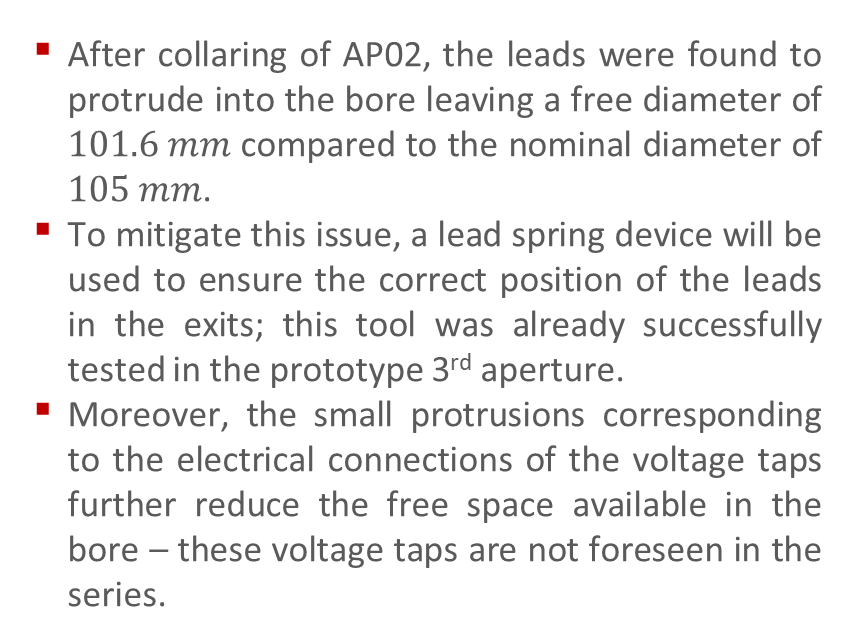 ▪ After collaring of AP02, the leads were found to
protrude into the bore leaving a free diameter of
101.6 mm compared to the nominal diameter of
105 mm.
▪ To mitigate this issue, a lead spring device will be
used to ensure the correct position of the leads
in the exits; this tool was already successfully
tested in the prototype 3rd aperture.
▪ Moreover, the small protrusions corresponding
to the electrical connections of the voltage taps
further reduce the free space available in the
bore – these voltage taps are not foreseen in the
series.